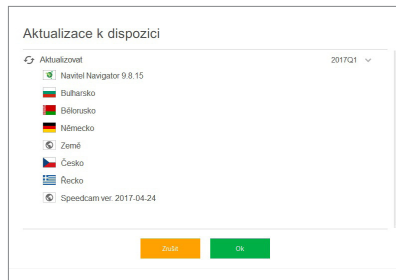 Aktualizace k dispozici
Aktualizovat 2017Q1
Navitel Navigator 9.8.15
Bulharsko
Bělorusko
Německo
Země
Česko
Řecko
Speedcam ver. 2017-04-24
Zrušit Ok